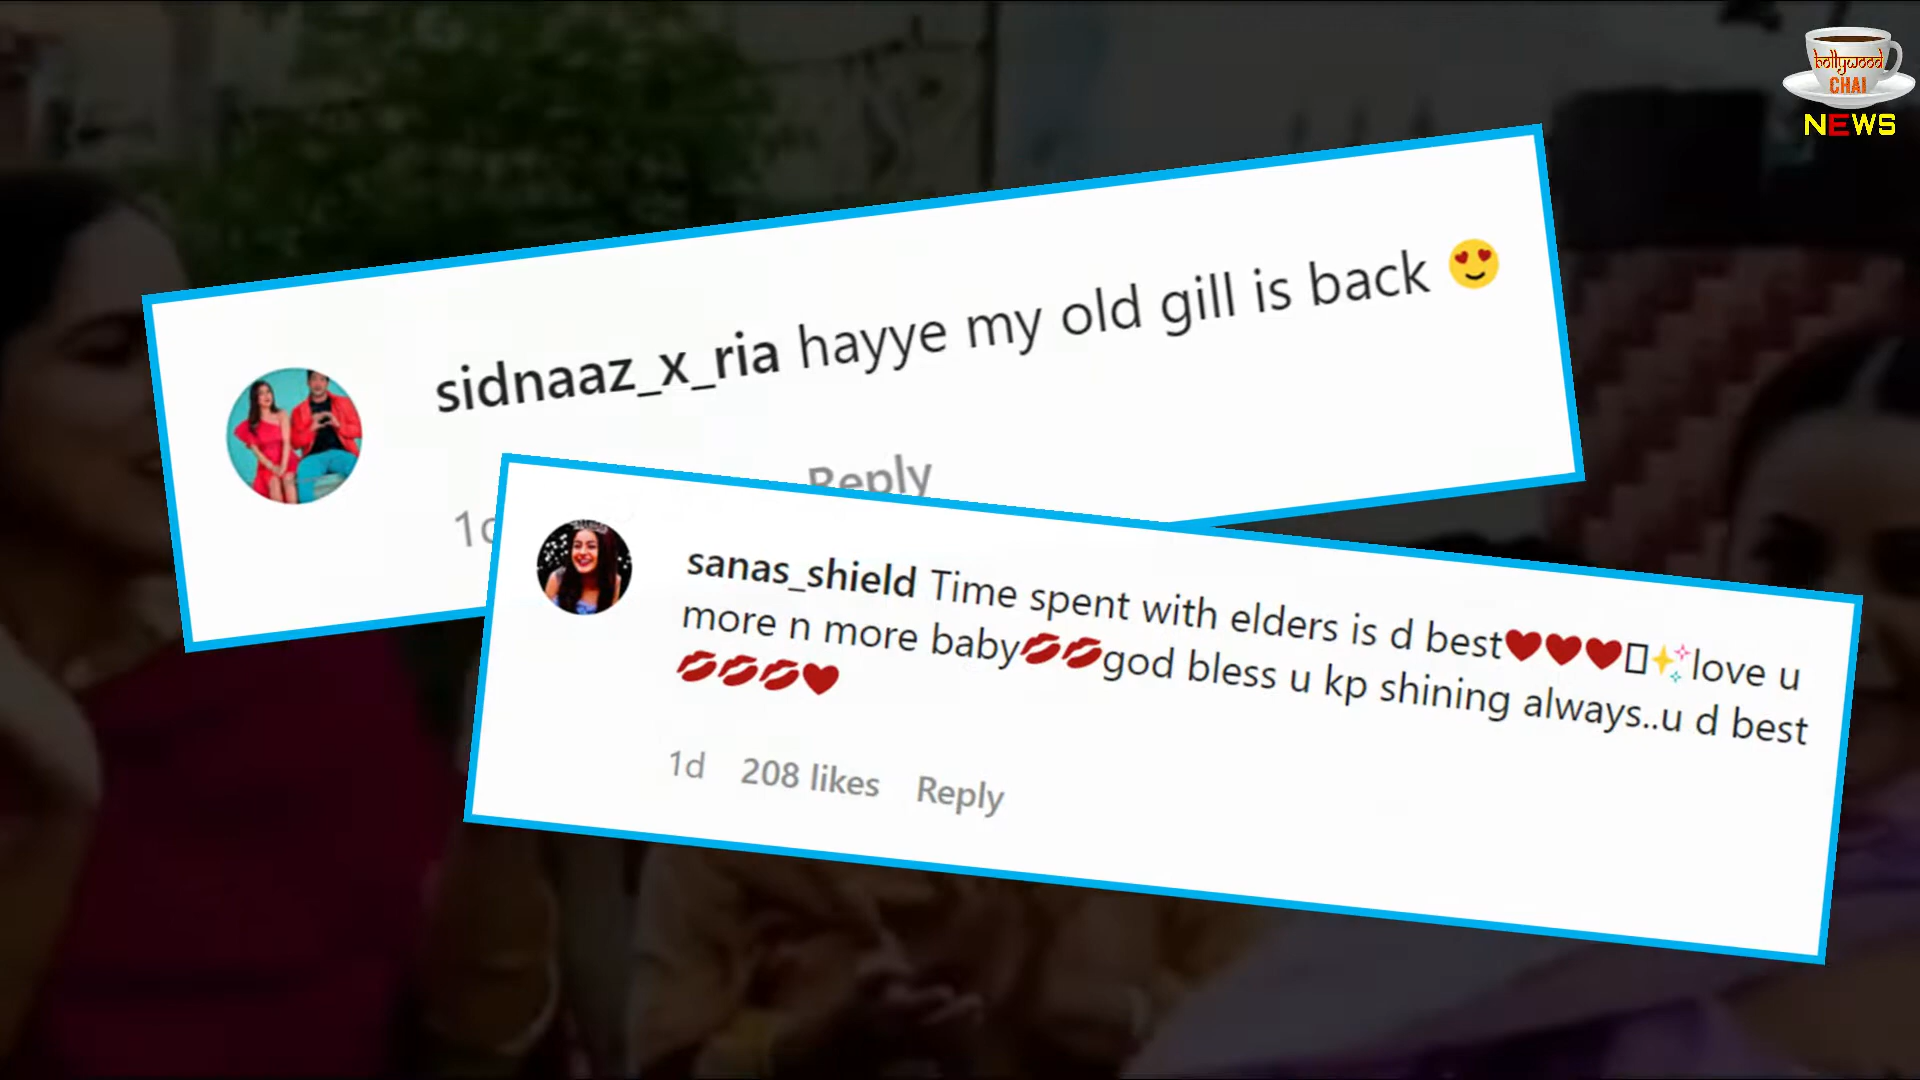 bollywood
CHAI
NEWS
sidnaaz_x_ria hayye my old gill is back 😍
Reply
sanas_shield Time spent with elders is d best❤❤❤▯✨love u
more n more baby💋💋god bless u kp shining always..u d best
💋💋💋❤
1d 208 likes Reply